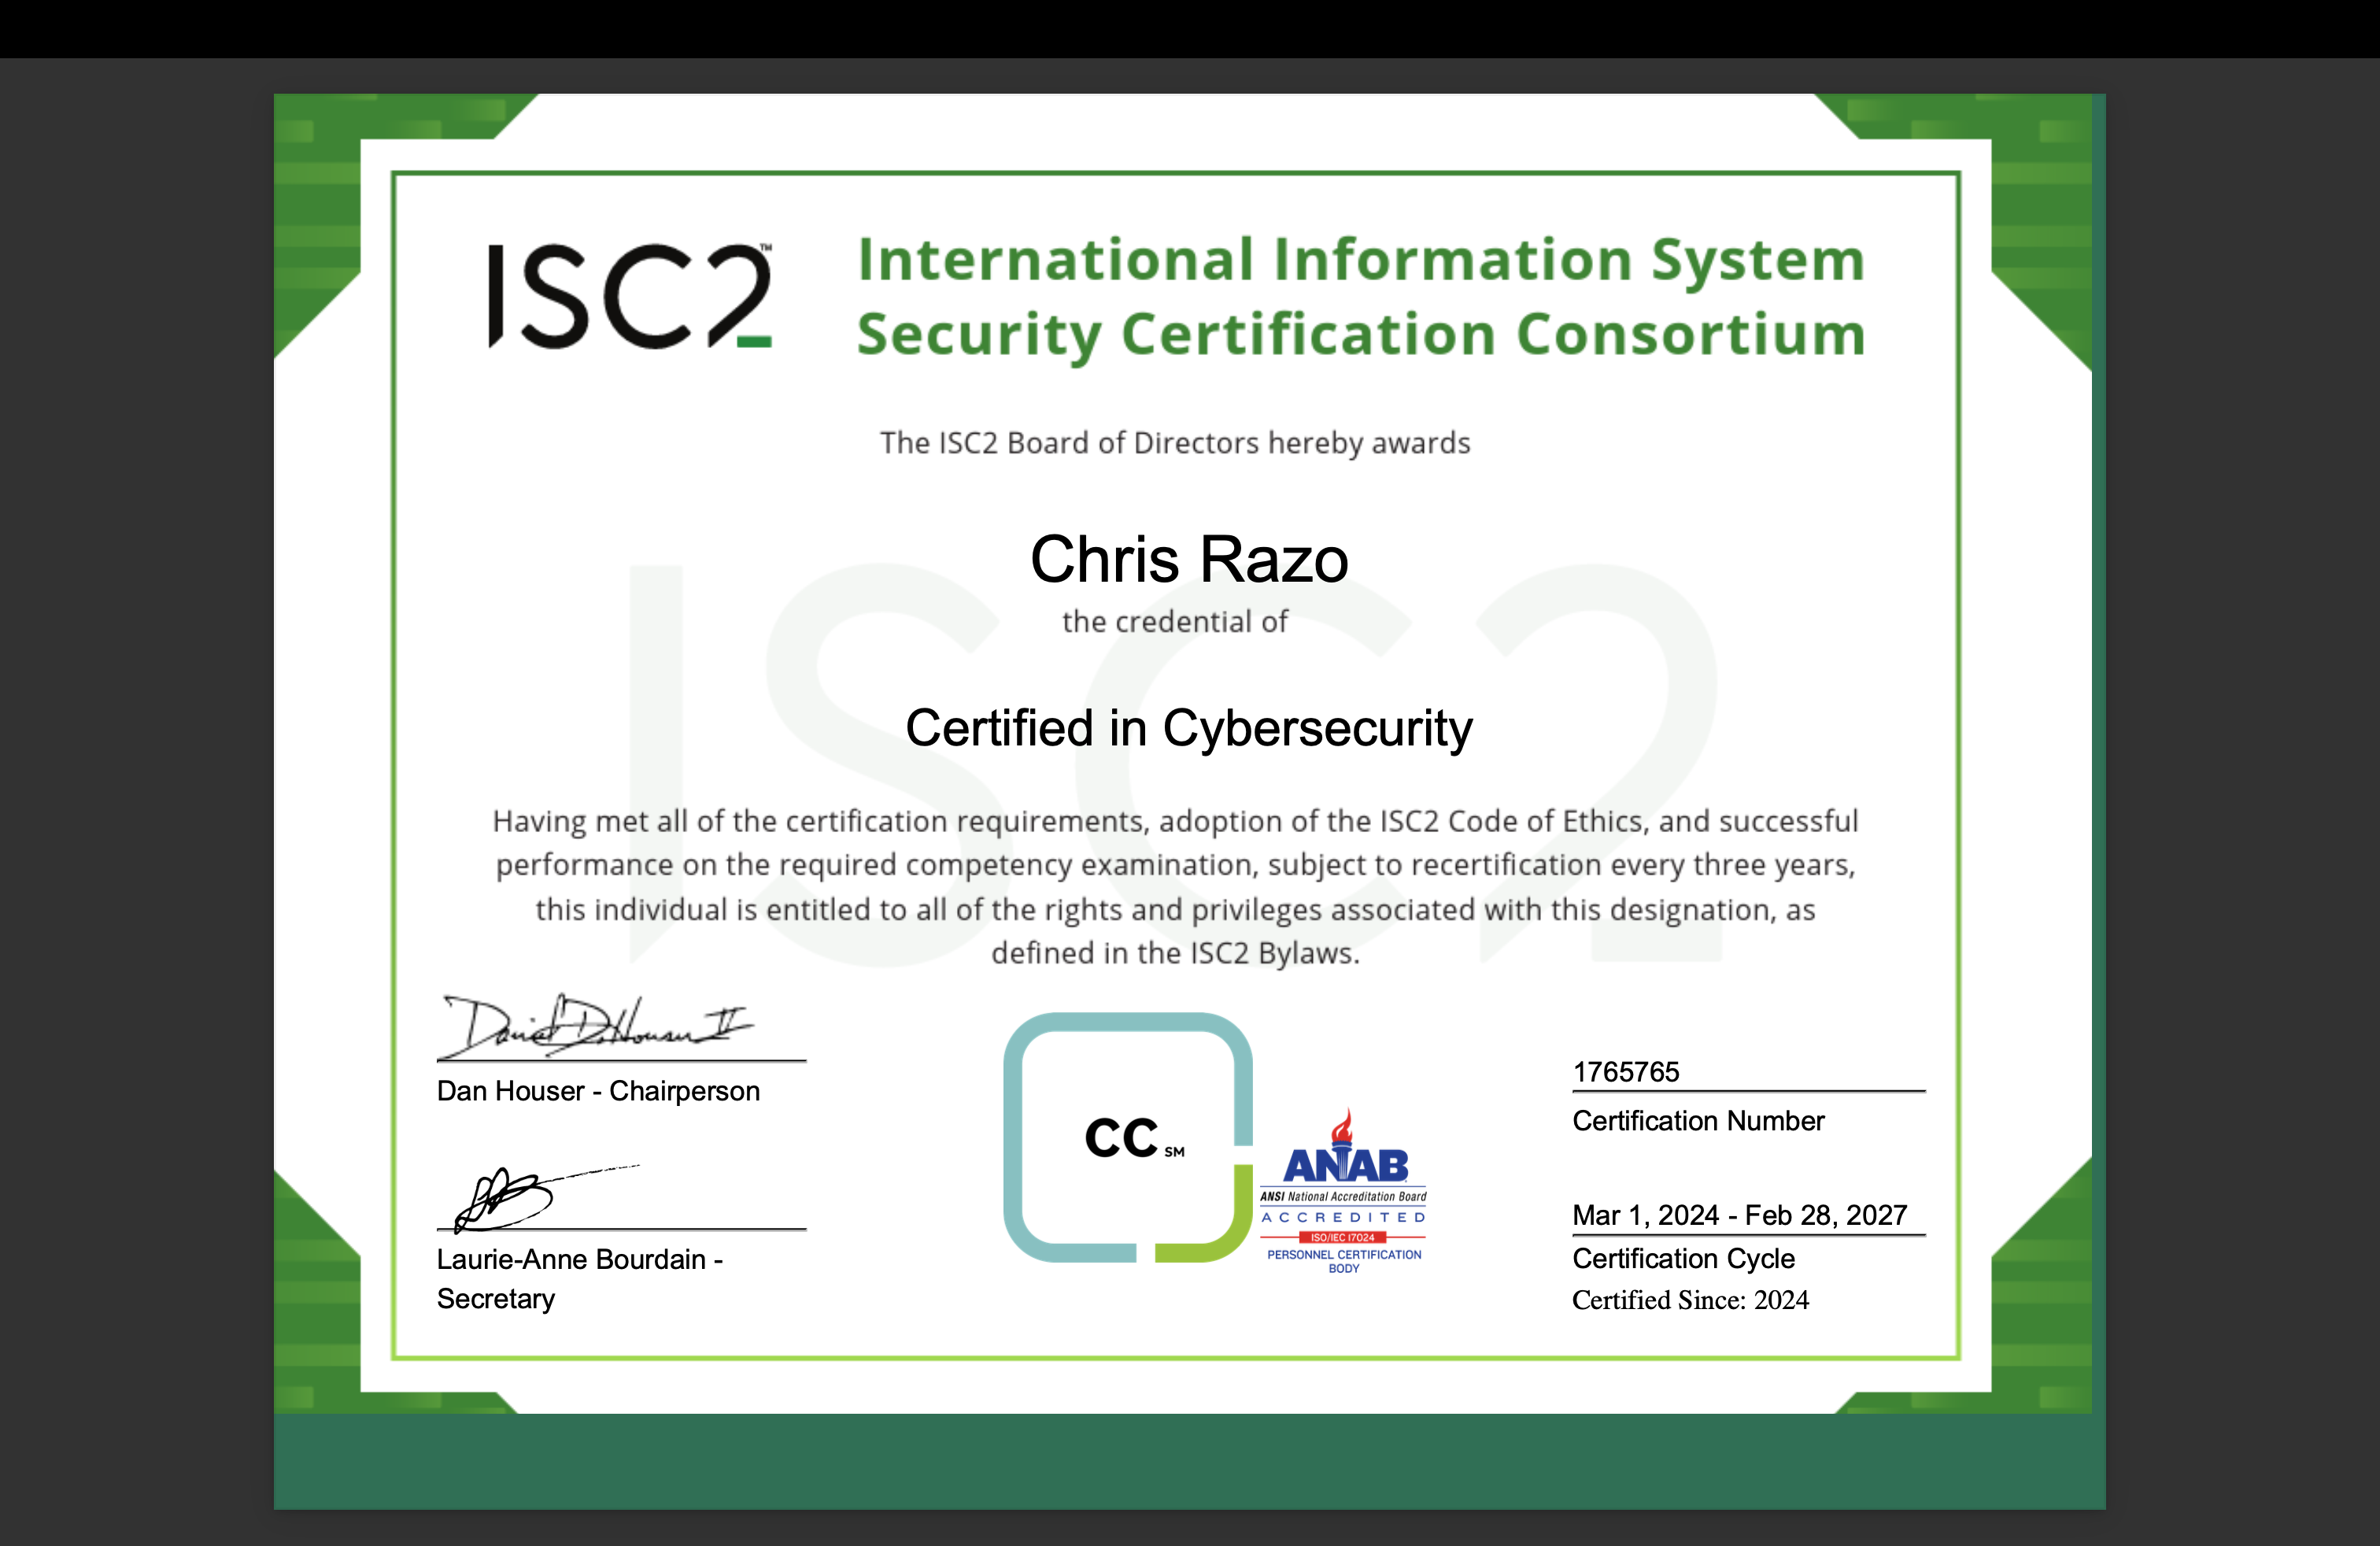 ISC2™
International Information System
Security Certification Consortium
The ISC2 Board of Directors hereby awards
Chris Razo
the credential of
Certified in Cybersecurity
Having met all of the certification requirements, adoption of the ISC2 Code of Ethics, and successful
performance on the required competency examination, subject to recertification every three years,
this individual is entitled to all of the rights and privileges associated with this designation, as
defined in the ISC2 Bylaws.
Daniel D. Houser II
Dan Houser - Chairperson
Laurie-Anne Bourdain -
Secretary
CC SM
ANAB
ANSI National Accreditation Board
ACCREDITED
ISO/IEC 17024
PERSONNEL CERTIFICATION
BODY
1765765
Certification Number
Mar 1, 2024 - Feb 28, 2027
Certification Cycle
Certified Since: 2024